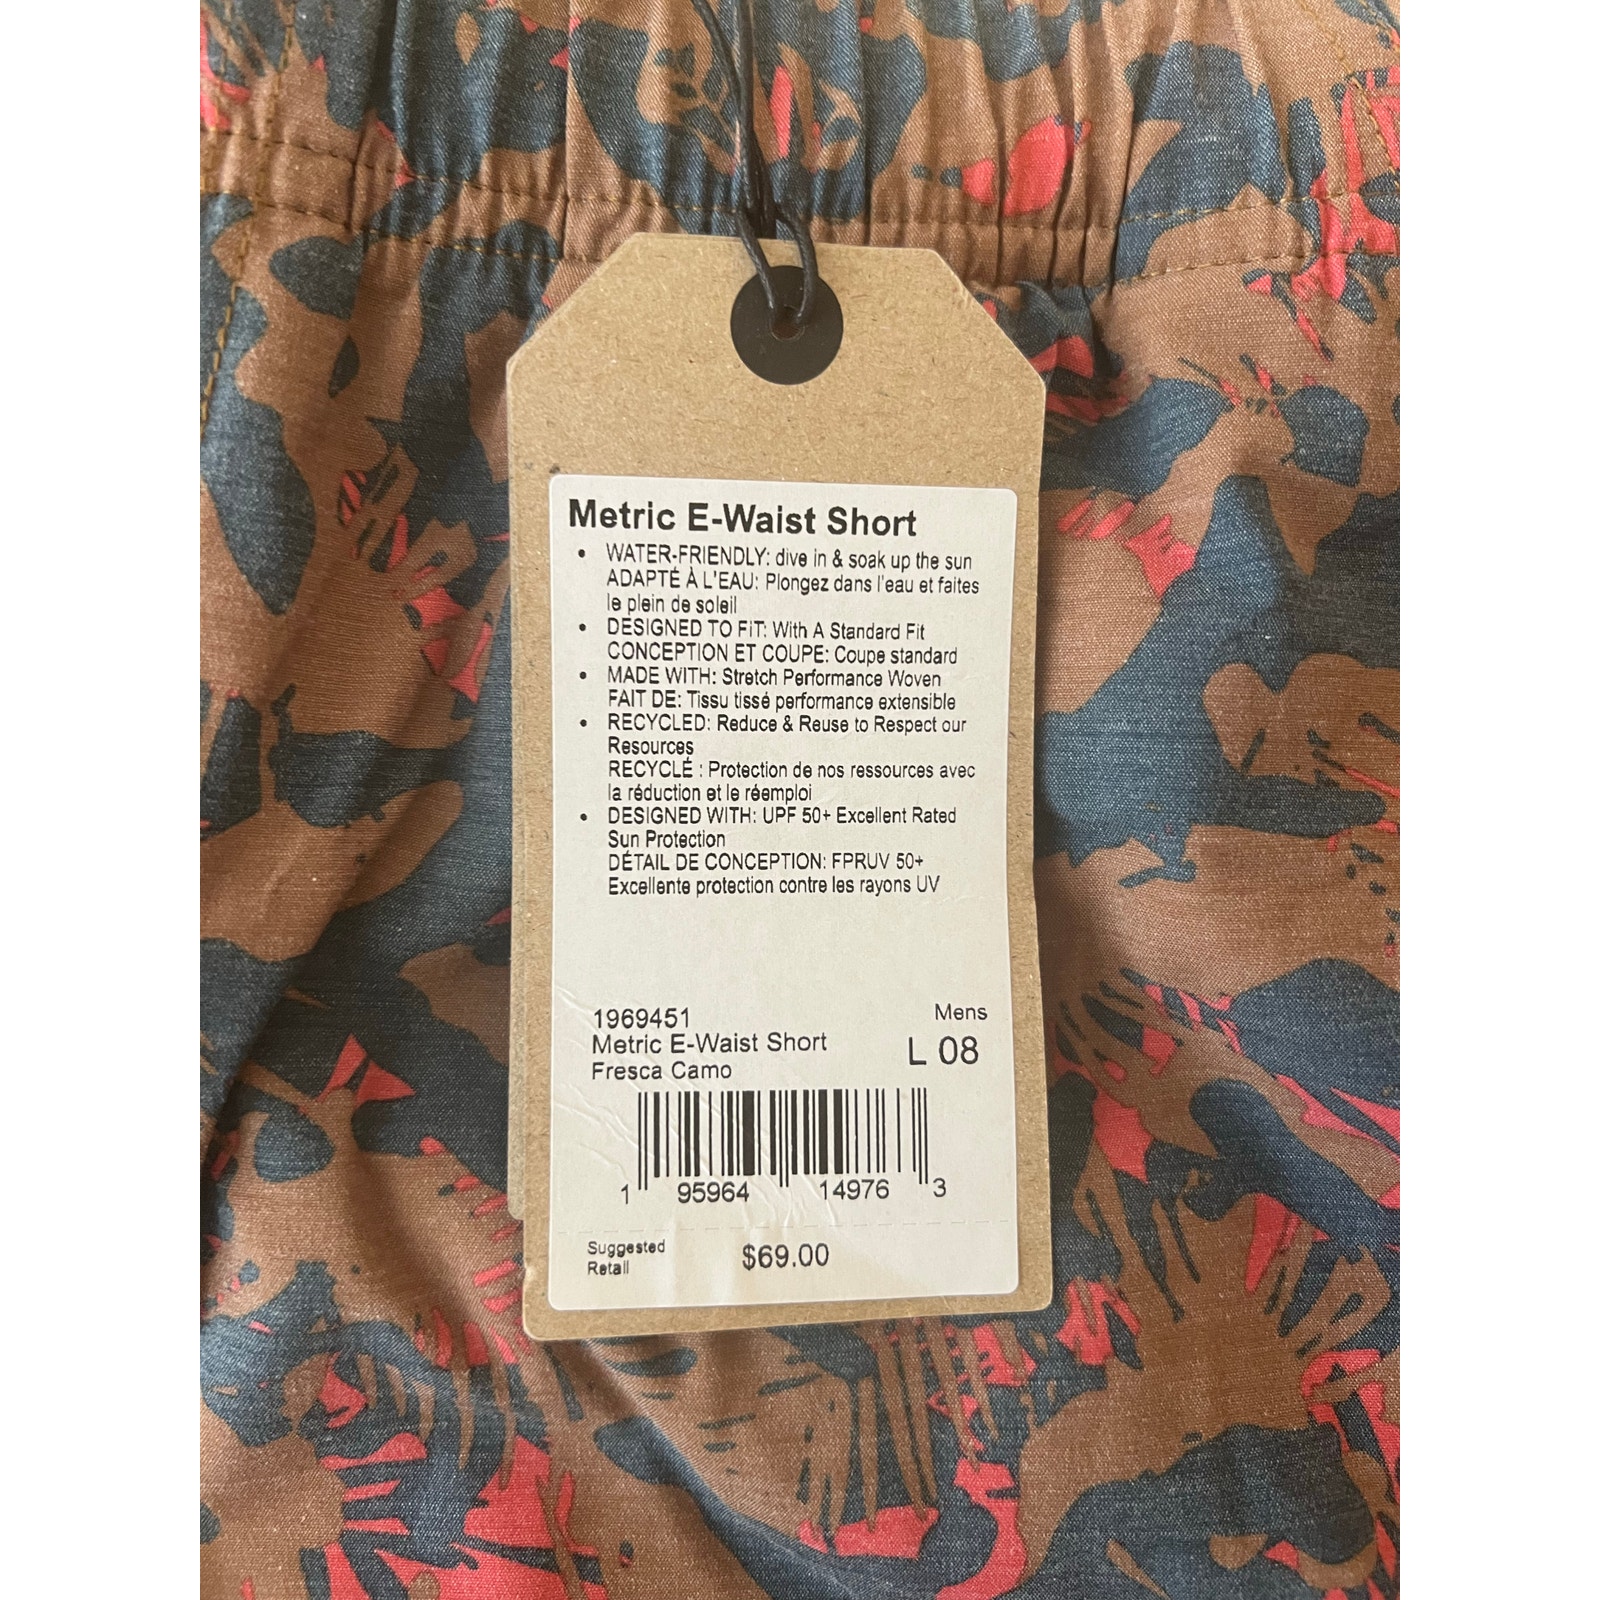 Metric E-Waist Short
• WATER-FRIENDLY: dive in & soak up the sun
ADAPTÉ À L'EAU: Plongez dans l'eau et faites
le plein de soleil
• DESIGNED TO FIT: With A Standard Fit
CONCEPTION ET COUPE: Coupe standard
• MADE WITH: Stretch Performance Woven
FAIT DE: Tissu tissé performance extensible
• RECYCLED: Reduce & Reuse to Respect our
Resources
RECYCLÉ : Protection de nos ressources avec
la réduction et le réemploi
• DESIGNED WITH: UPF 50+ Excellent Rated
Sun Protection
DÉTAIL DE CONCEPTION: FPRUV 50+
Excellente protection contre les rayons UV
1969451 Mens
Metric E-Waist Short L 08
Fresca Camo
1 95964 14976 3
Suggested
Retail $69.00